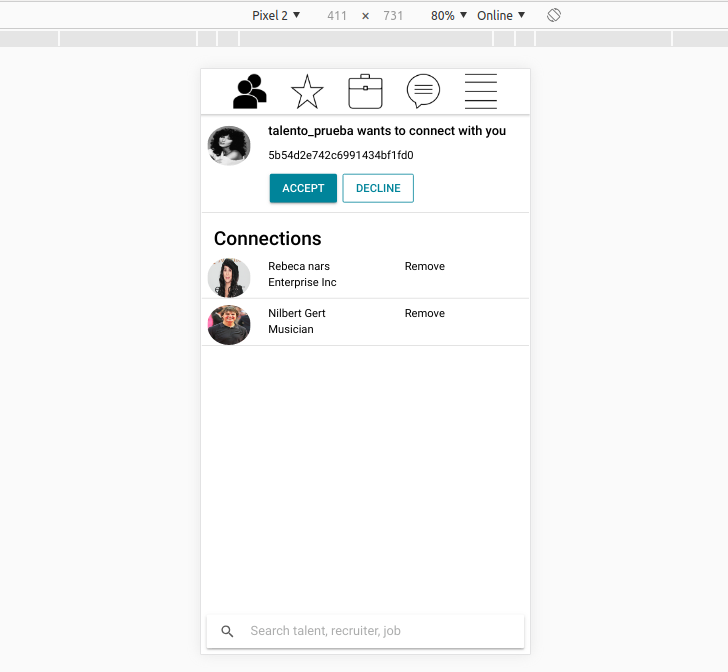 Pixel 2 411 × 731 80% Online
talento_prueba wants to connect with you
5b54d2e742c6991434bf1fd0
ACCEPT DECLINE
Connections
Rebeca nars Remove
Enterprise Inc
Nilbert Gert Remove
Musician
Search talent, recruiter, job